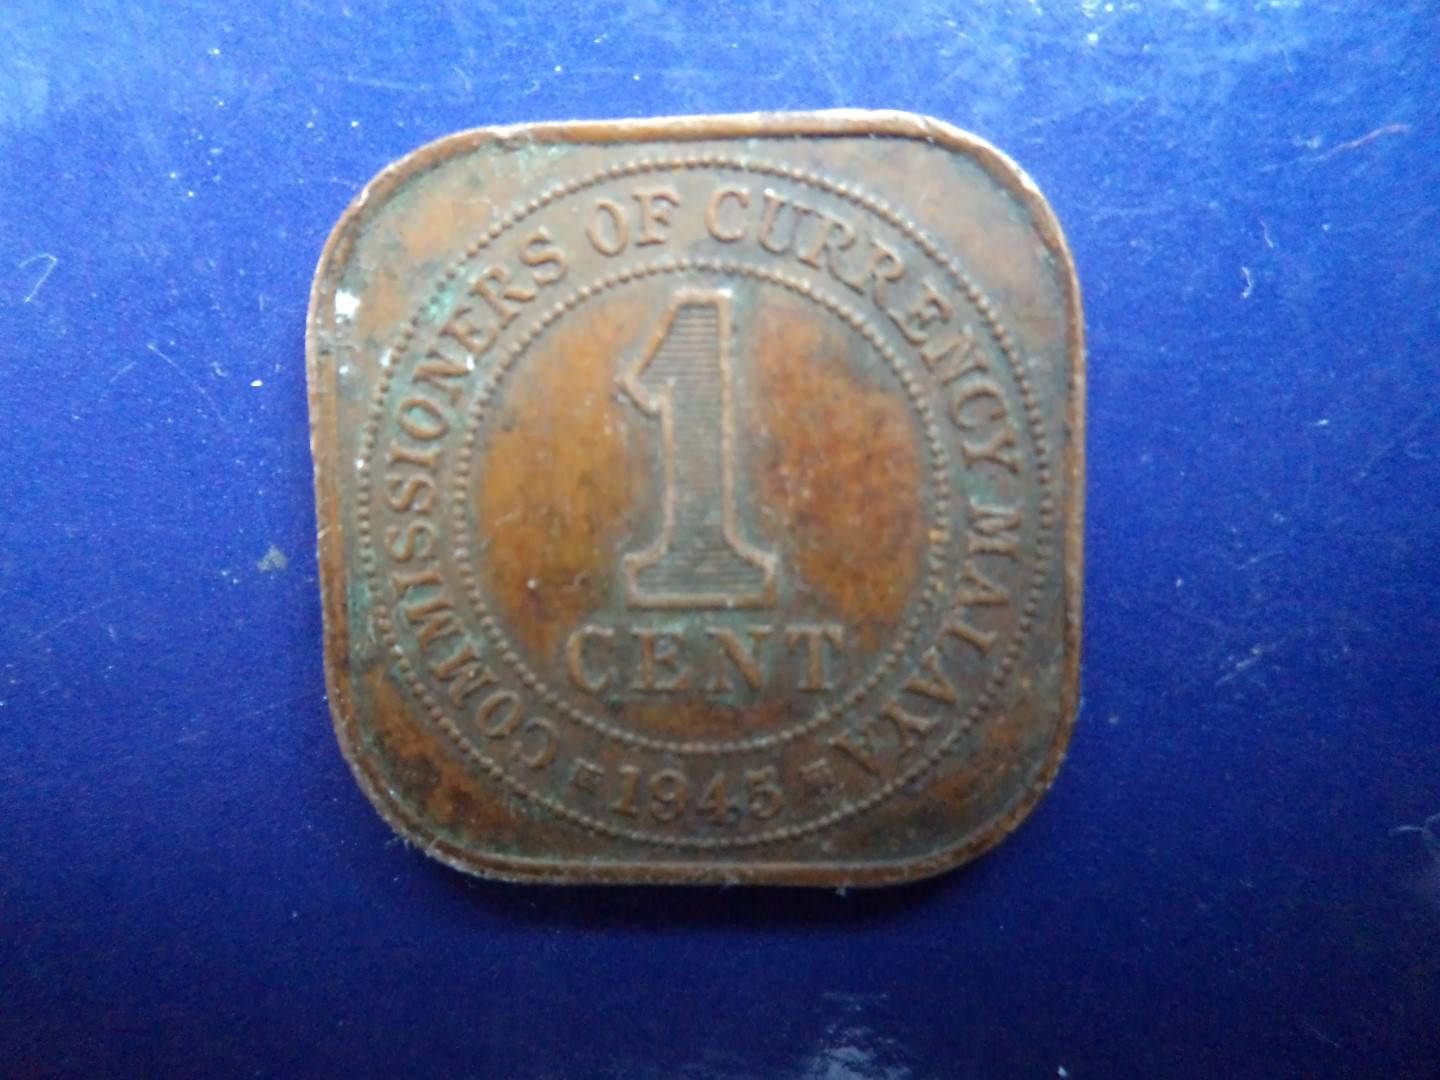 COMMISSIONERS OF CURRENCY MALAYA
1
CENT
1945